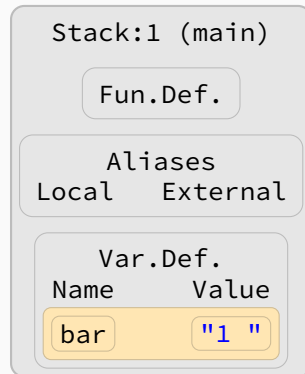 Stack:1 (main)
Fun.Def.
Aliases
Local External
Var.Def.
Name Value
bar "1 "